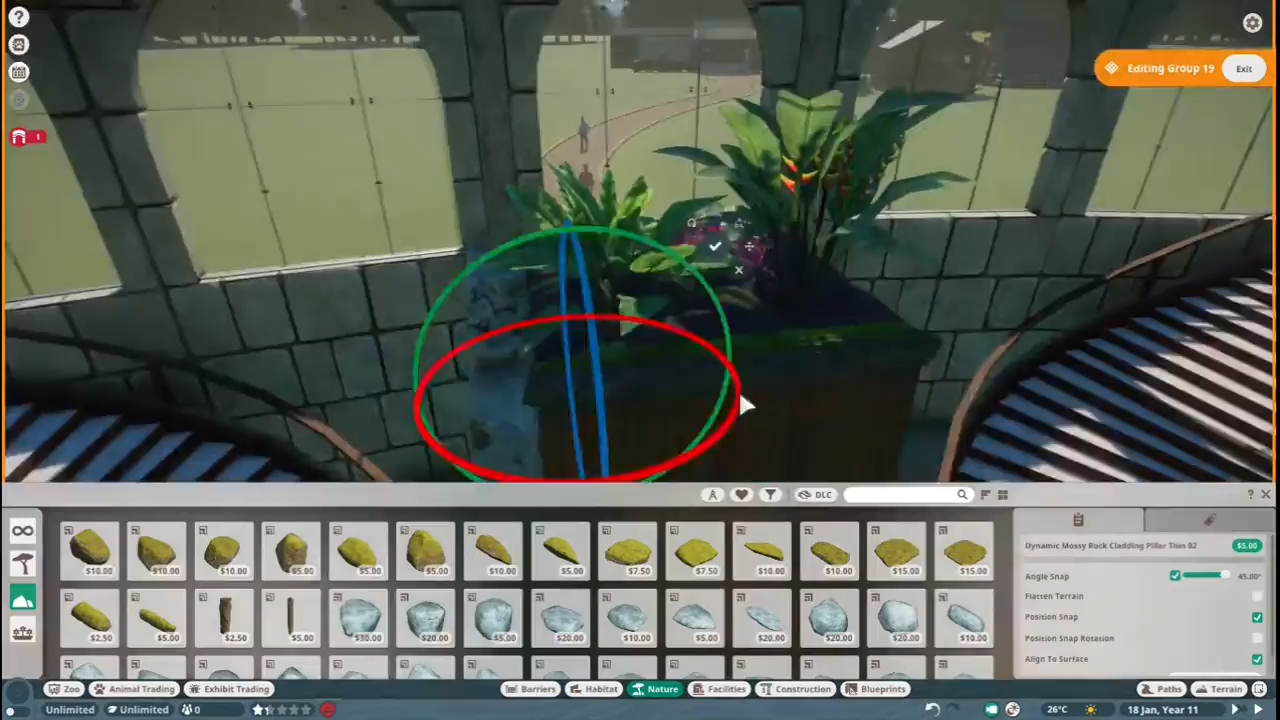 ?
Editing Group 19 Exit
1
A DLC ? X
$10.00 $10.00 $10.00 $5.00 $5.00 $5.00 $10.00 $5.00 $7.50 $7.50 $10.00 $10.00 $15.00 $15.00
Dynamic Mossy Rock Cladding Pillar Thin 02 $5.00
Angle Snap 45.00°
Flatten Terrain
Position Snap
Position Snap Rotation
Align To Surface
$2.50 $5.00 $2.50 $5.00 $30.00 $20.00 $5.00 $20.00 $10.00 $5.00 $20.00 $20.00 $20.00 $10.00
Zoo Animal Trading Exhibit Trading Barriers Habitat Nature Facilities Construction Blueprints Paths Terrain
Unlimited Unlimited 0 26°C 18 Jan, Year 11